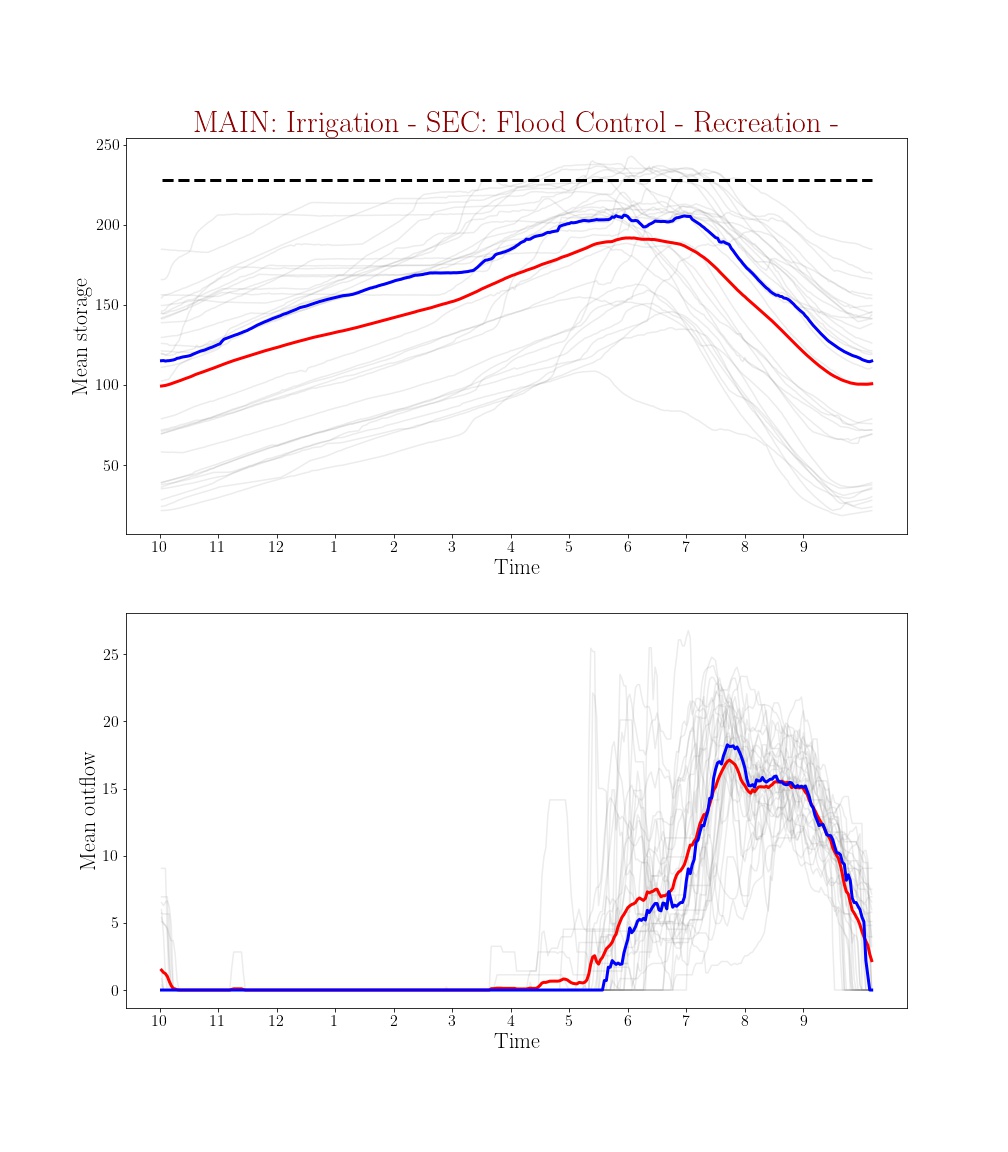 MAIN: Irrigation - SEC: Flood Control - Recreation -
250
200
150
100
50
Mean storage
10 11 12 1 2 3 4 5 6 7 8 9
Time
25
20
15
10
5
0
Mean outflow
10 11 12 1 2 3 4 5 6 7 8 9
Time